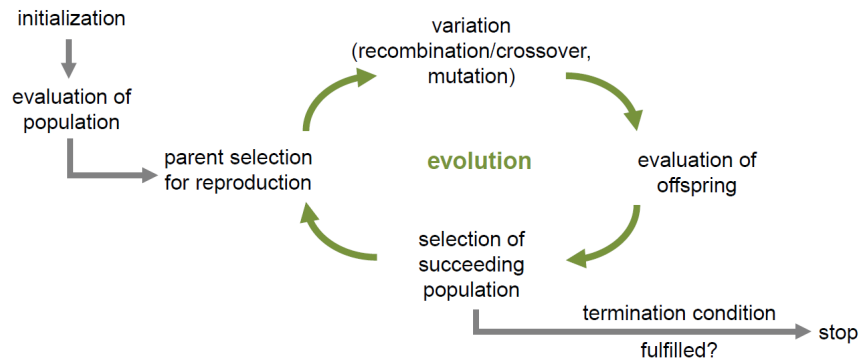 initialization
evaluation of
population
parent selection
for reproduction
variation
(recombination/crossover,
mutation)
evolution
evaluation of
offspring
selection of
succeeding
population
termination condition
fulfilled?
stop